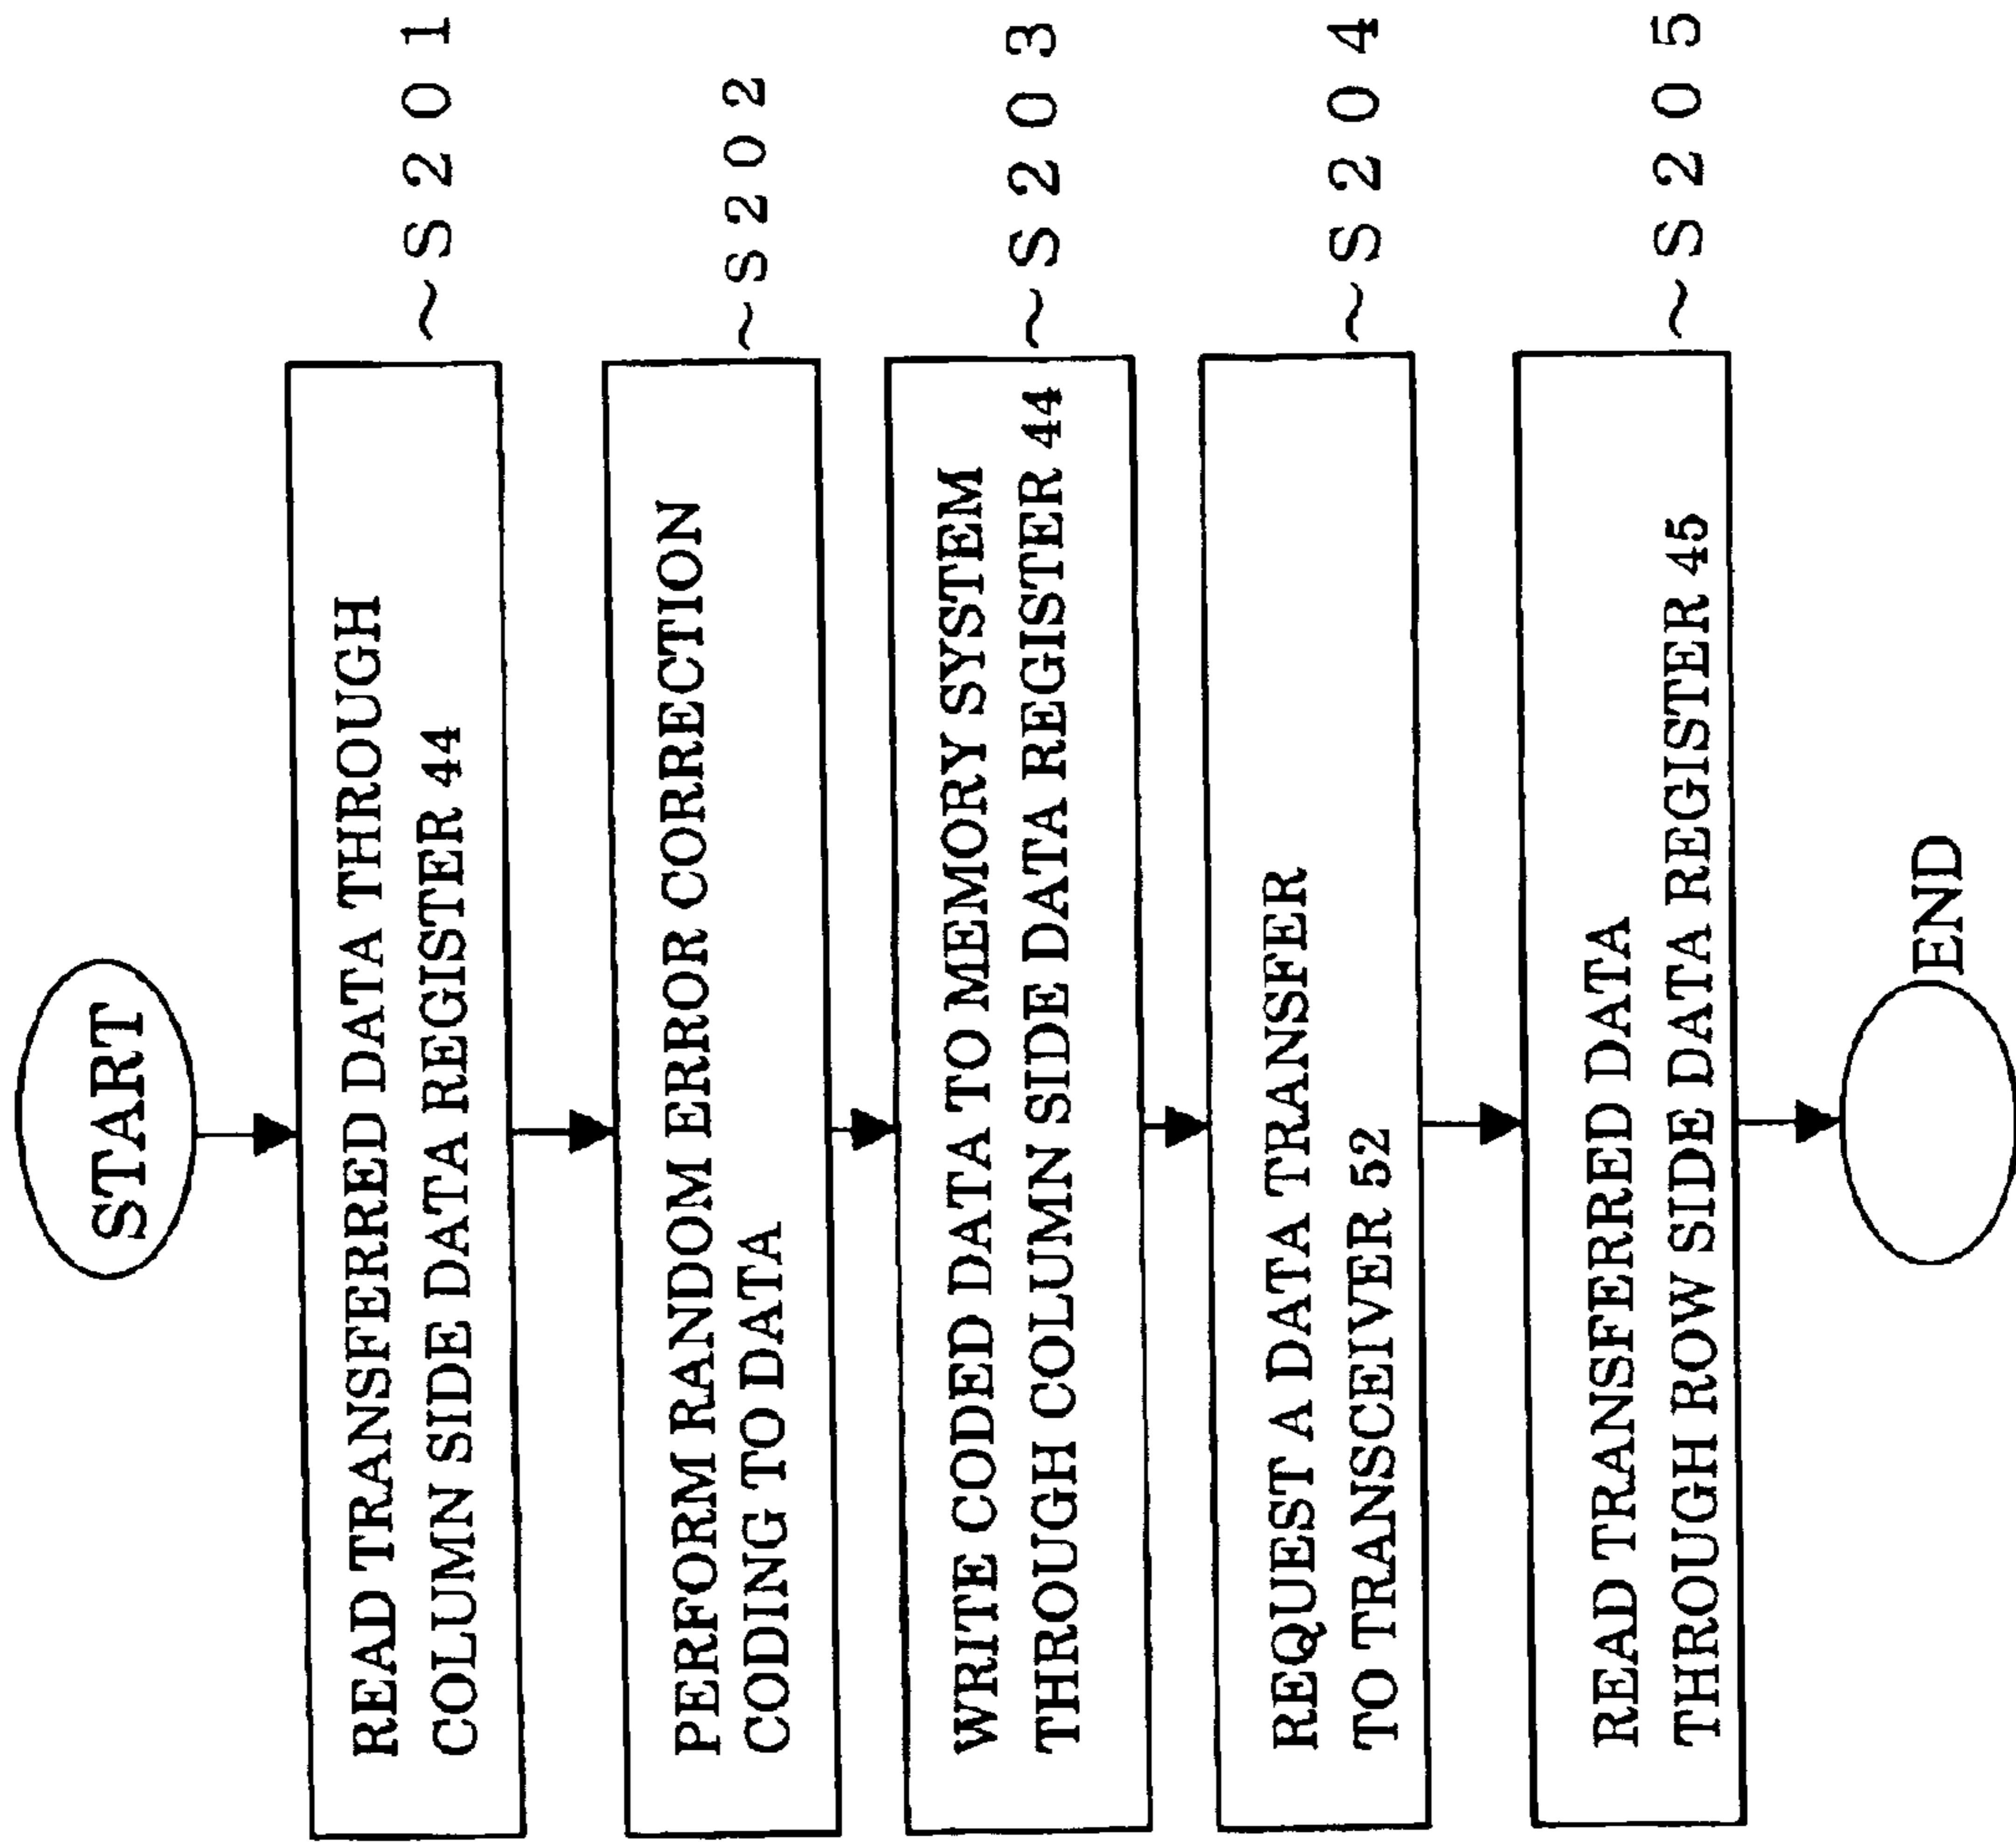 START
READ TRANSFERRED DATA THROUGH
COLUMN SIDE DATA REGISTER 44
~S201
PERFORM RANDOM ERROR CORRECTION
CODING TO DATA
~S202
WRITE CODED DATA TO MEMORY SYSTEM
THROUGH COLUMN SIDE DATA REGISTER 44
~S203
REQUEST A DATA TRANSFER
TO TRANSCEIVER 52
~S204
READ TRANSFERRED DATA
THROUGH ROW SIDE DATA REGISTER 45
~S205
END